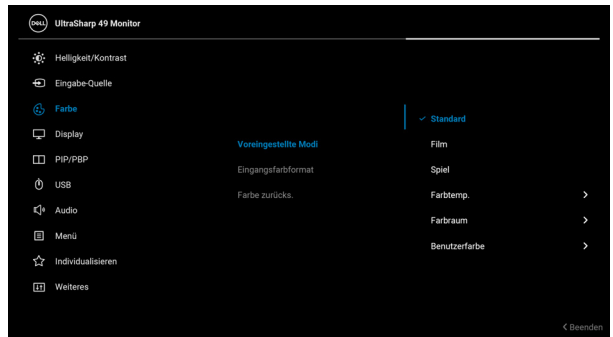 DELL UltraSharp 49 Monitor
Helligkeit/Kontrast
Eingabe-Quelle
Farbe
Display
PIP/PBP
USB
Audio
Menü
Individualisieren
Weiteres
Voreingestellte Modi
Eingangsfarbformat
Farbe zurücks.
Standard
Film
Spiel
Farbtemp.
Farbraum
Benutzerfarbe
Beenden